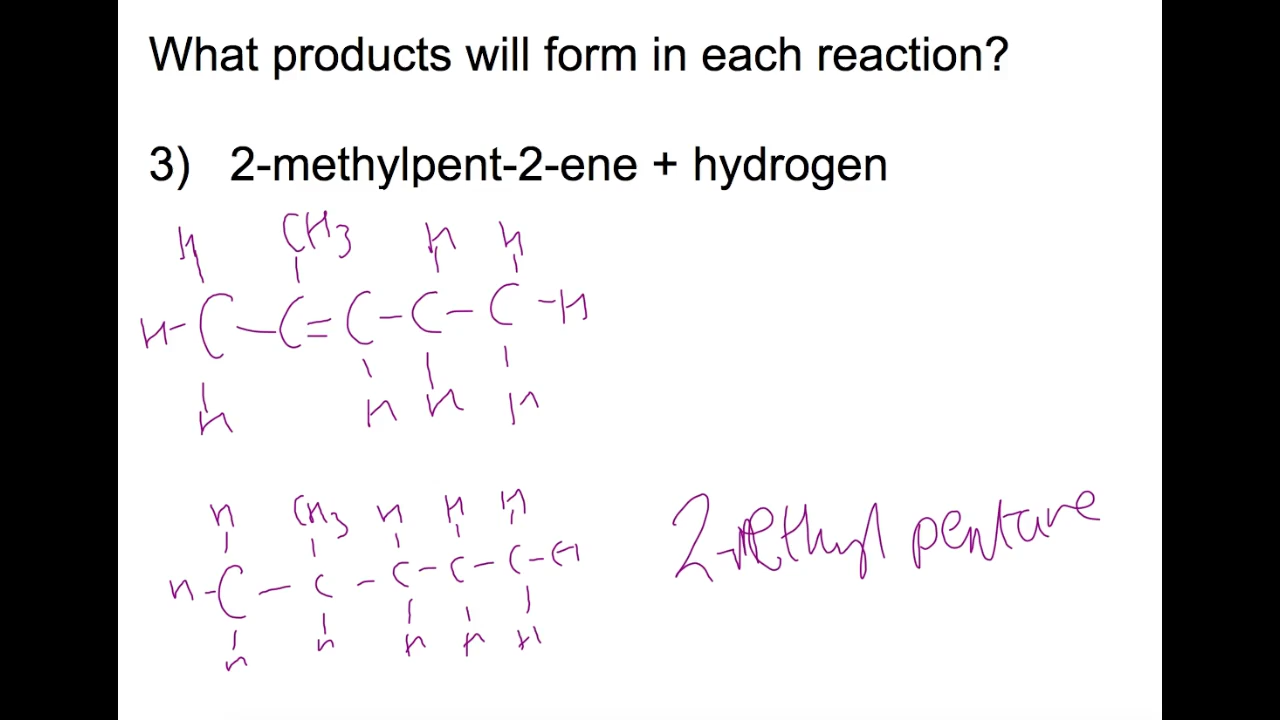 What products will form in each reaction?
3) 2-methylpent-2-ene + hydrogen
H CH3 H H
H-C-C=C-C-C-H
H H H H
H CH3 H H H
H-C-C-C-C-C-H
H H H H H
2-methyl pentane